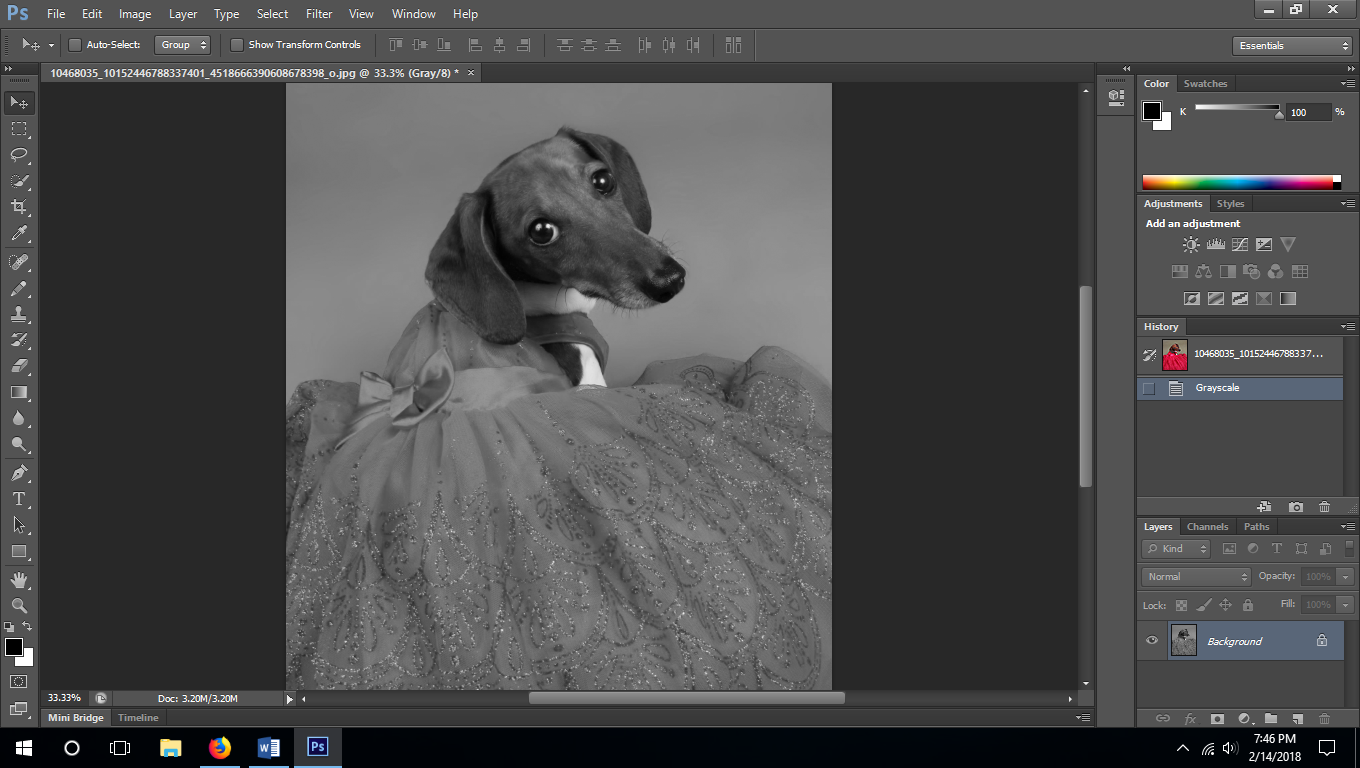 Ps File Edit Image Layer Type Select Filter View Window Help
Auto-Select: Group Show Transform Controls Essentials
10468035_10152446788337401_4518666390608678398_o.jpg @ 33.3% (Gray/8) * ×
Color Swatches
K 100 %
Adjustments Styles
Add an adjustment
History
10468035_10152446788337...
Grayscale
Layers Channels Paths
Kind
Normal Opacity: 100%
Lock: Fill: 100%
Background
fx
T
33.33% Doc: 3.20M/3.20M
Mini Bridge Timeline
Ps
7:46 PM
2/14/2018